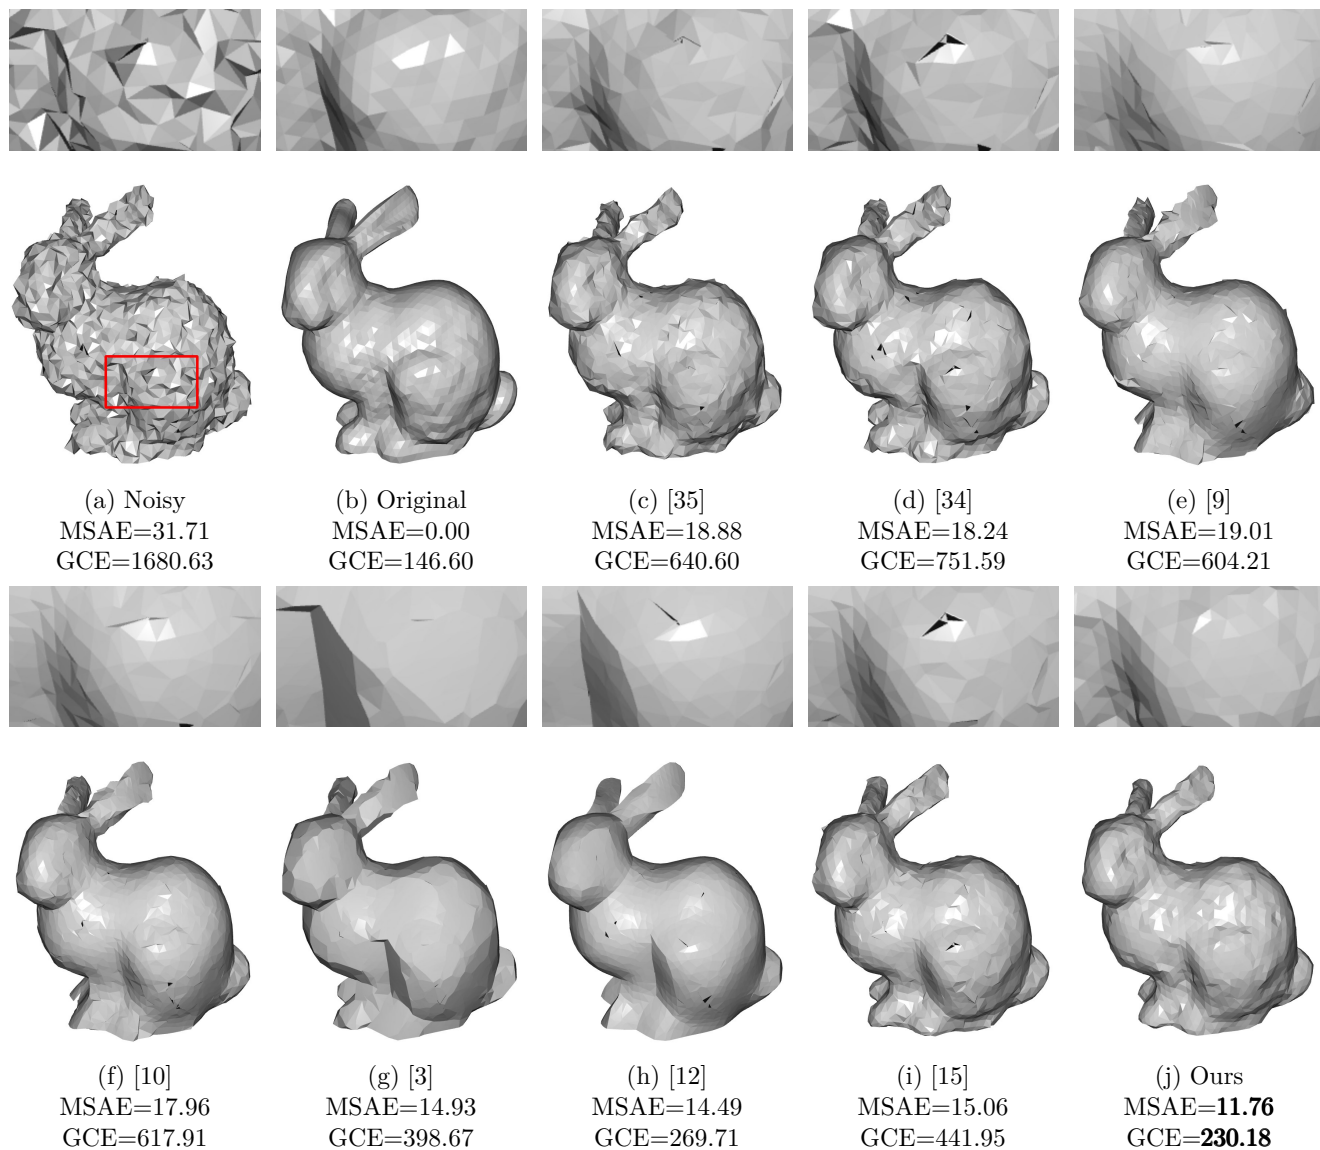 (a) Noisy
MSAE=31.71
GCE=1680.63
(b) Original
MSAE=0.00
GCE=146.60
(c) [35]
MSAE=18.88
GCE=640.60
(d) [34]
MSAE=18.24
GCE=751.59
(e) [9]
MSAE=19.01
GCE=604.21
(f) [10]
MSAE=17.96
GCE=617.91
(g) [3]
MSAE=14.93
GCE=398.67
(h) [12]
MSAE=14.49
GCE=269.71
(i) [15]
MSAE=15.06
GCE=441.95
(j) Ours
MSAE=11.76
GCE=230.18